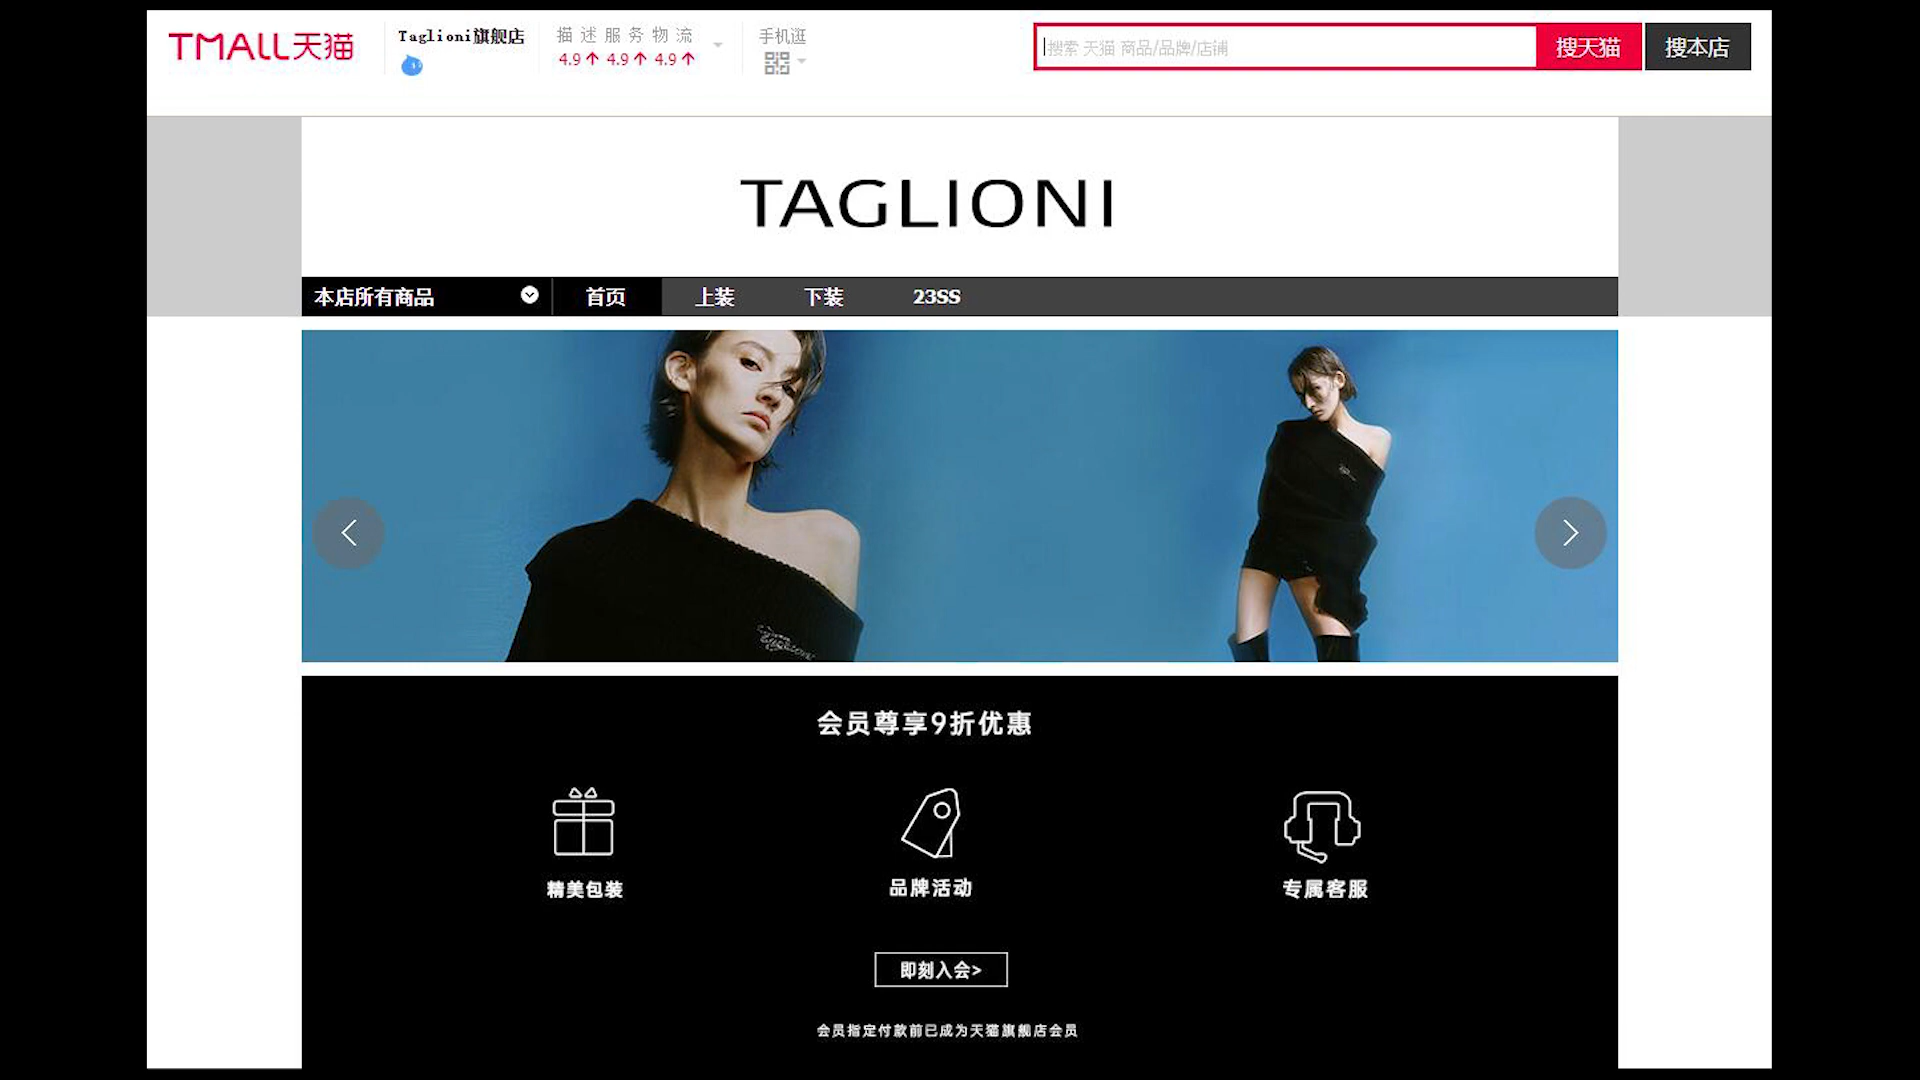 TMALL天猫
Taglioni旗舰店
描 述 服 务 物 流
4.9 4.9 4.9
手机逛
搜索 天猫 商品/品牌/店铺
搜天猫
搜本店
TAGLIONI
本店所有商品
首页
上装
下装
23SS
会员尊享9折优惠
精美包装
品牌活动
专属客服
即刻入会>
会员指定付款前已成为天猫旗舰店会员